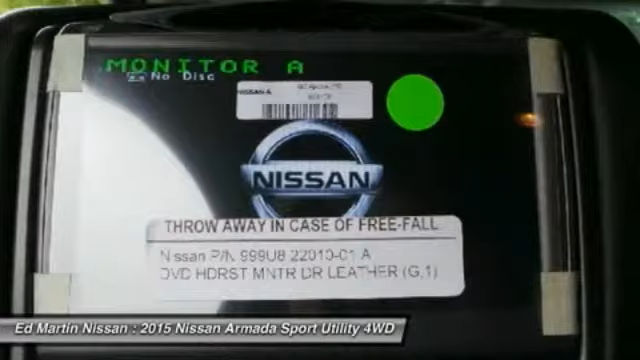 MONITOR A
No Disc
NISSAN-A
NISSAN
THROW AWAY IN CASE OF FREE-FALL
Nissan P/N 999U8 22010-01 A
DVD HDRST MNTR DR LEATHER (G,1)
Ed Martin Nissan : 2015 Nissan Armada Sport Utility 4WD